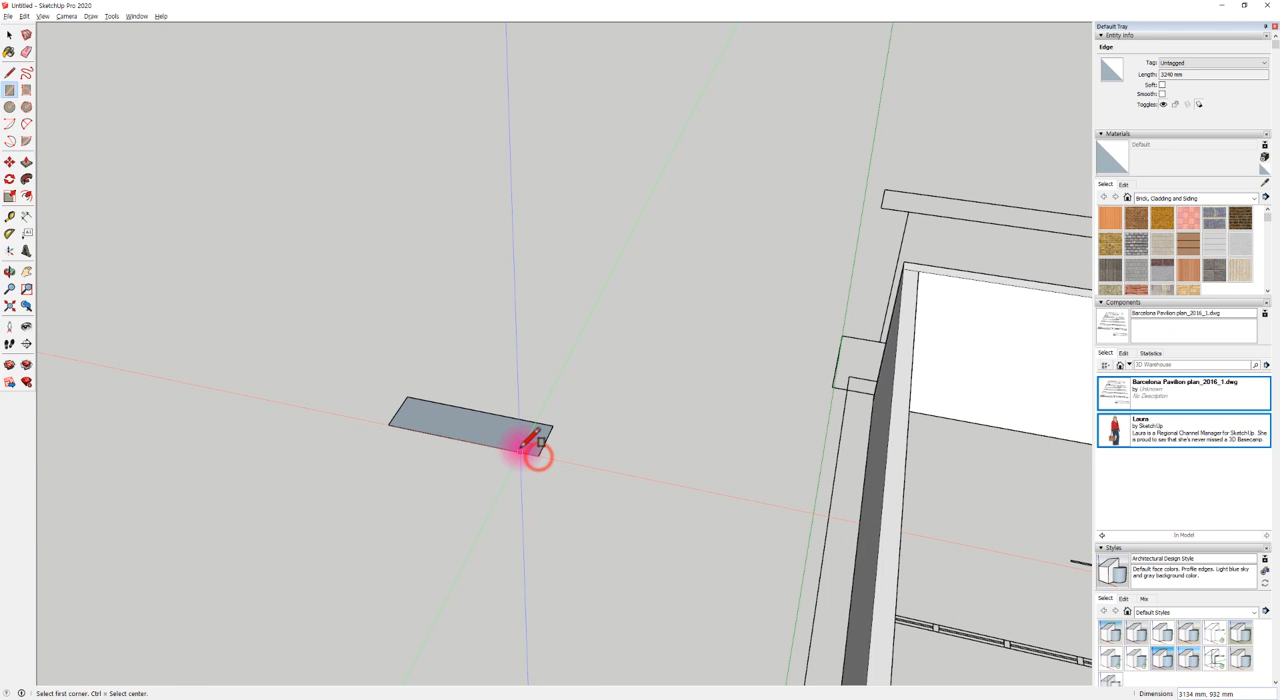 Untitled - SketchUp Pro 2020
File Edit View Camera Draw Tools Window Help
Default Tray
Entity Info
Edge
Tag: Untagged
Length: 3240 mm
Soft:
Smooth:
Toggles:
Materials
Default
Select Edit
Brick, Cladding and Siding
Components
Barcelona Pavilion plan_2016_1.dwg
Select Edit Statistics
3D Warehouse
Barcelona Pavilion plan_2016_1.dwg
by Unknown
No Description
Laura
by SketchUp
Laura is a Regional Channel Manager for SketchUp. She is proud to say that she's never missed a 3D Basecamp.
In Model
Styles
Architectural Design Style
Default face colors. Profile edges. Light blue sky and gray background color.
Select Edit Mix
Default Styles
Select first corner. Ctrl = Select center.
Dimensions 3134 mm, 932 mm